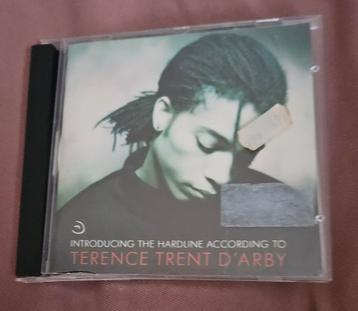 INTRODUCING THE HARDLINE ACCORDING TO
TERENCE TRENT D'ARBY